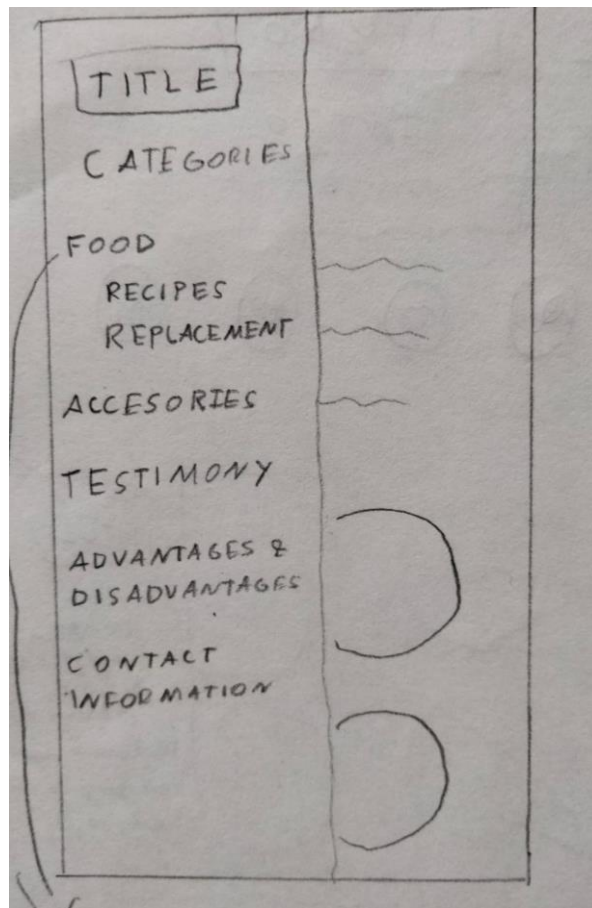 TITLE
CATEGORIES
FOOD
RECIPES
REPLACEMENT
ACCESORIES
TESTIMONY
ADVANTAGES &
DISADVANTAGES
CONTACT
INFORMATION